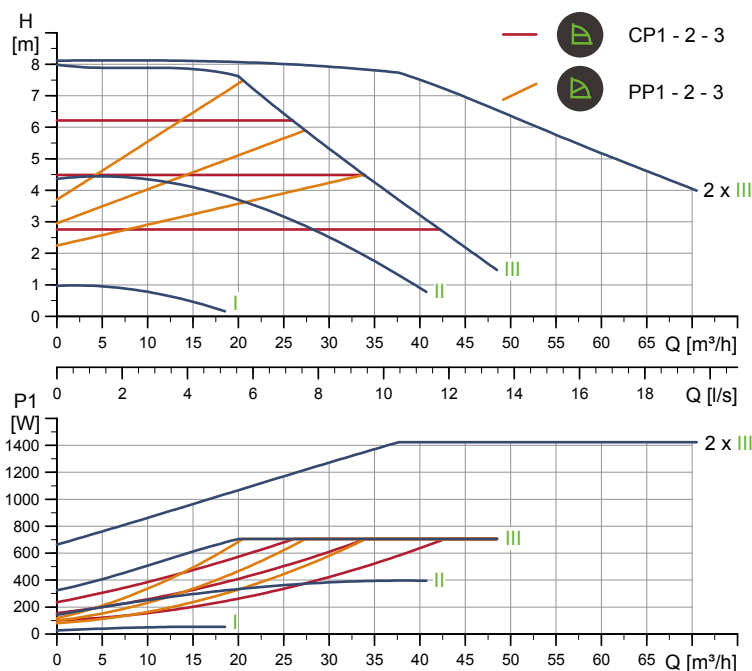 H
[m]
CP1 - 2 - 3
PP1 - 2 - 3
8
7
6
5
4
3
2
1
0
2 x III
III
II
I
0 5 10 15 20 25 30 35 40 45 50 55 60 65 Q [m³/h]
0 2 4 6 8 10 12 14 16 18 Q [l/s]
P1
[W]
1400
1200
1000
800
600
400
200
0
2 x III
III
II
I
0 5 10 15 20 25 30 35 40 45 50 55 60 65 Q [m³/h]